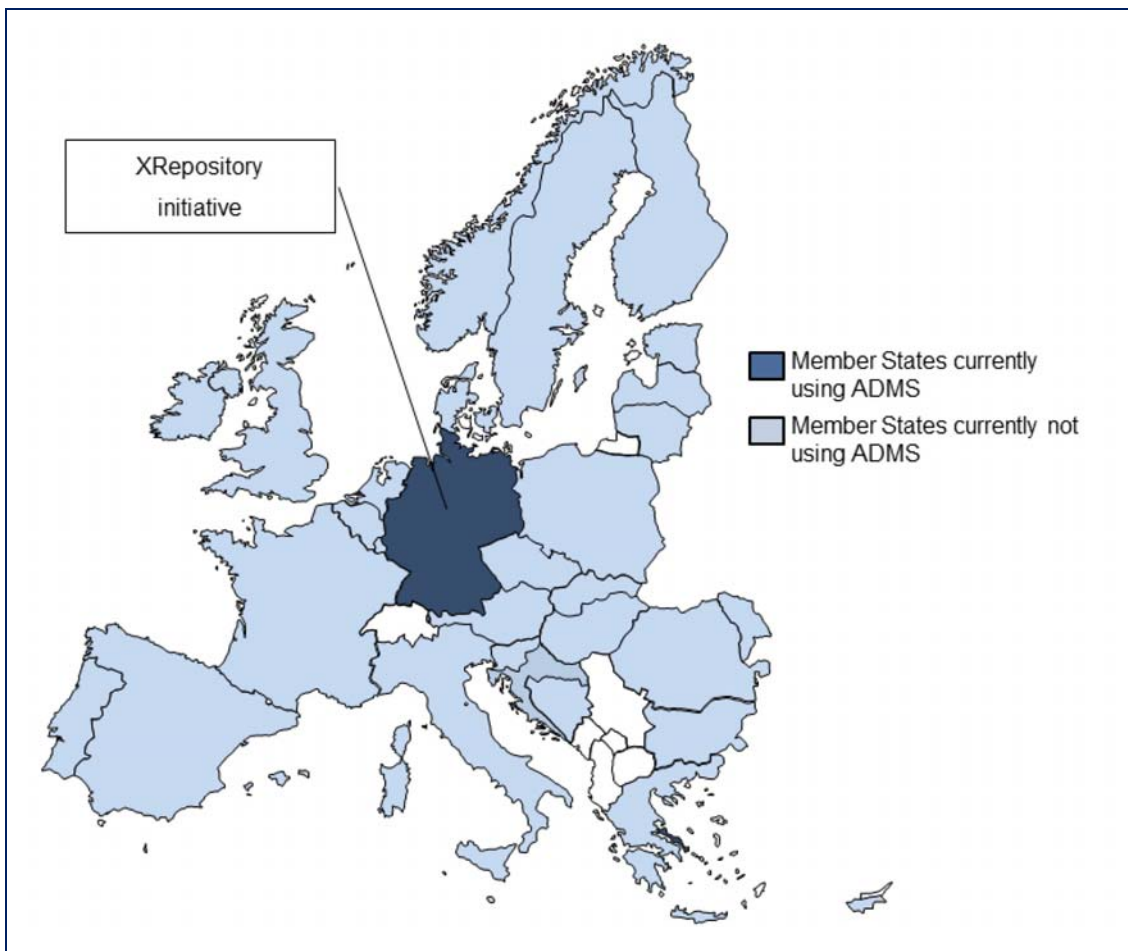 XRepository
initiative
Member States currently
using ADMS
Member States currently not
using ADMS